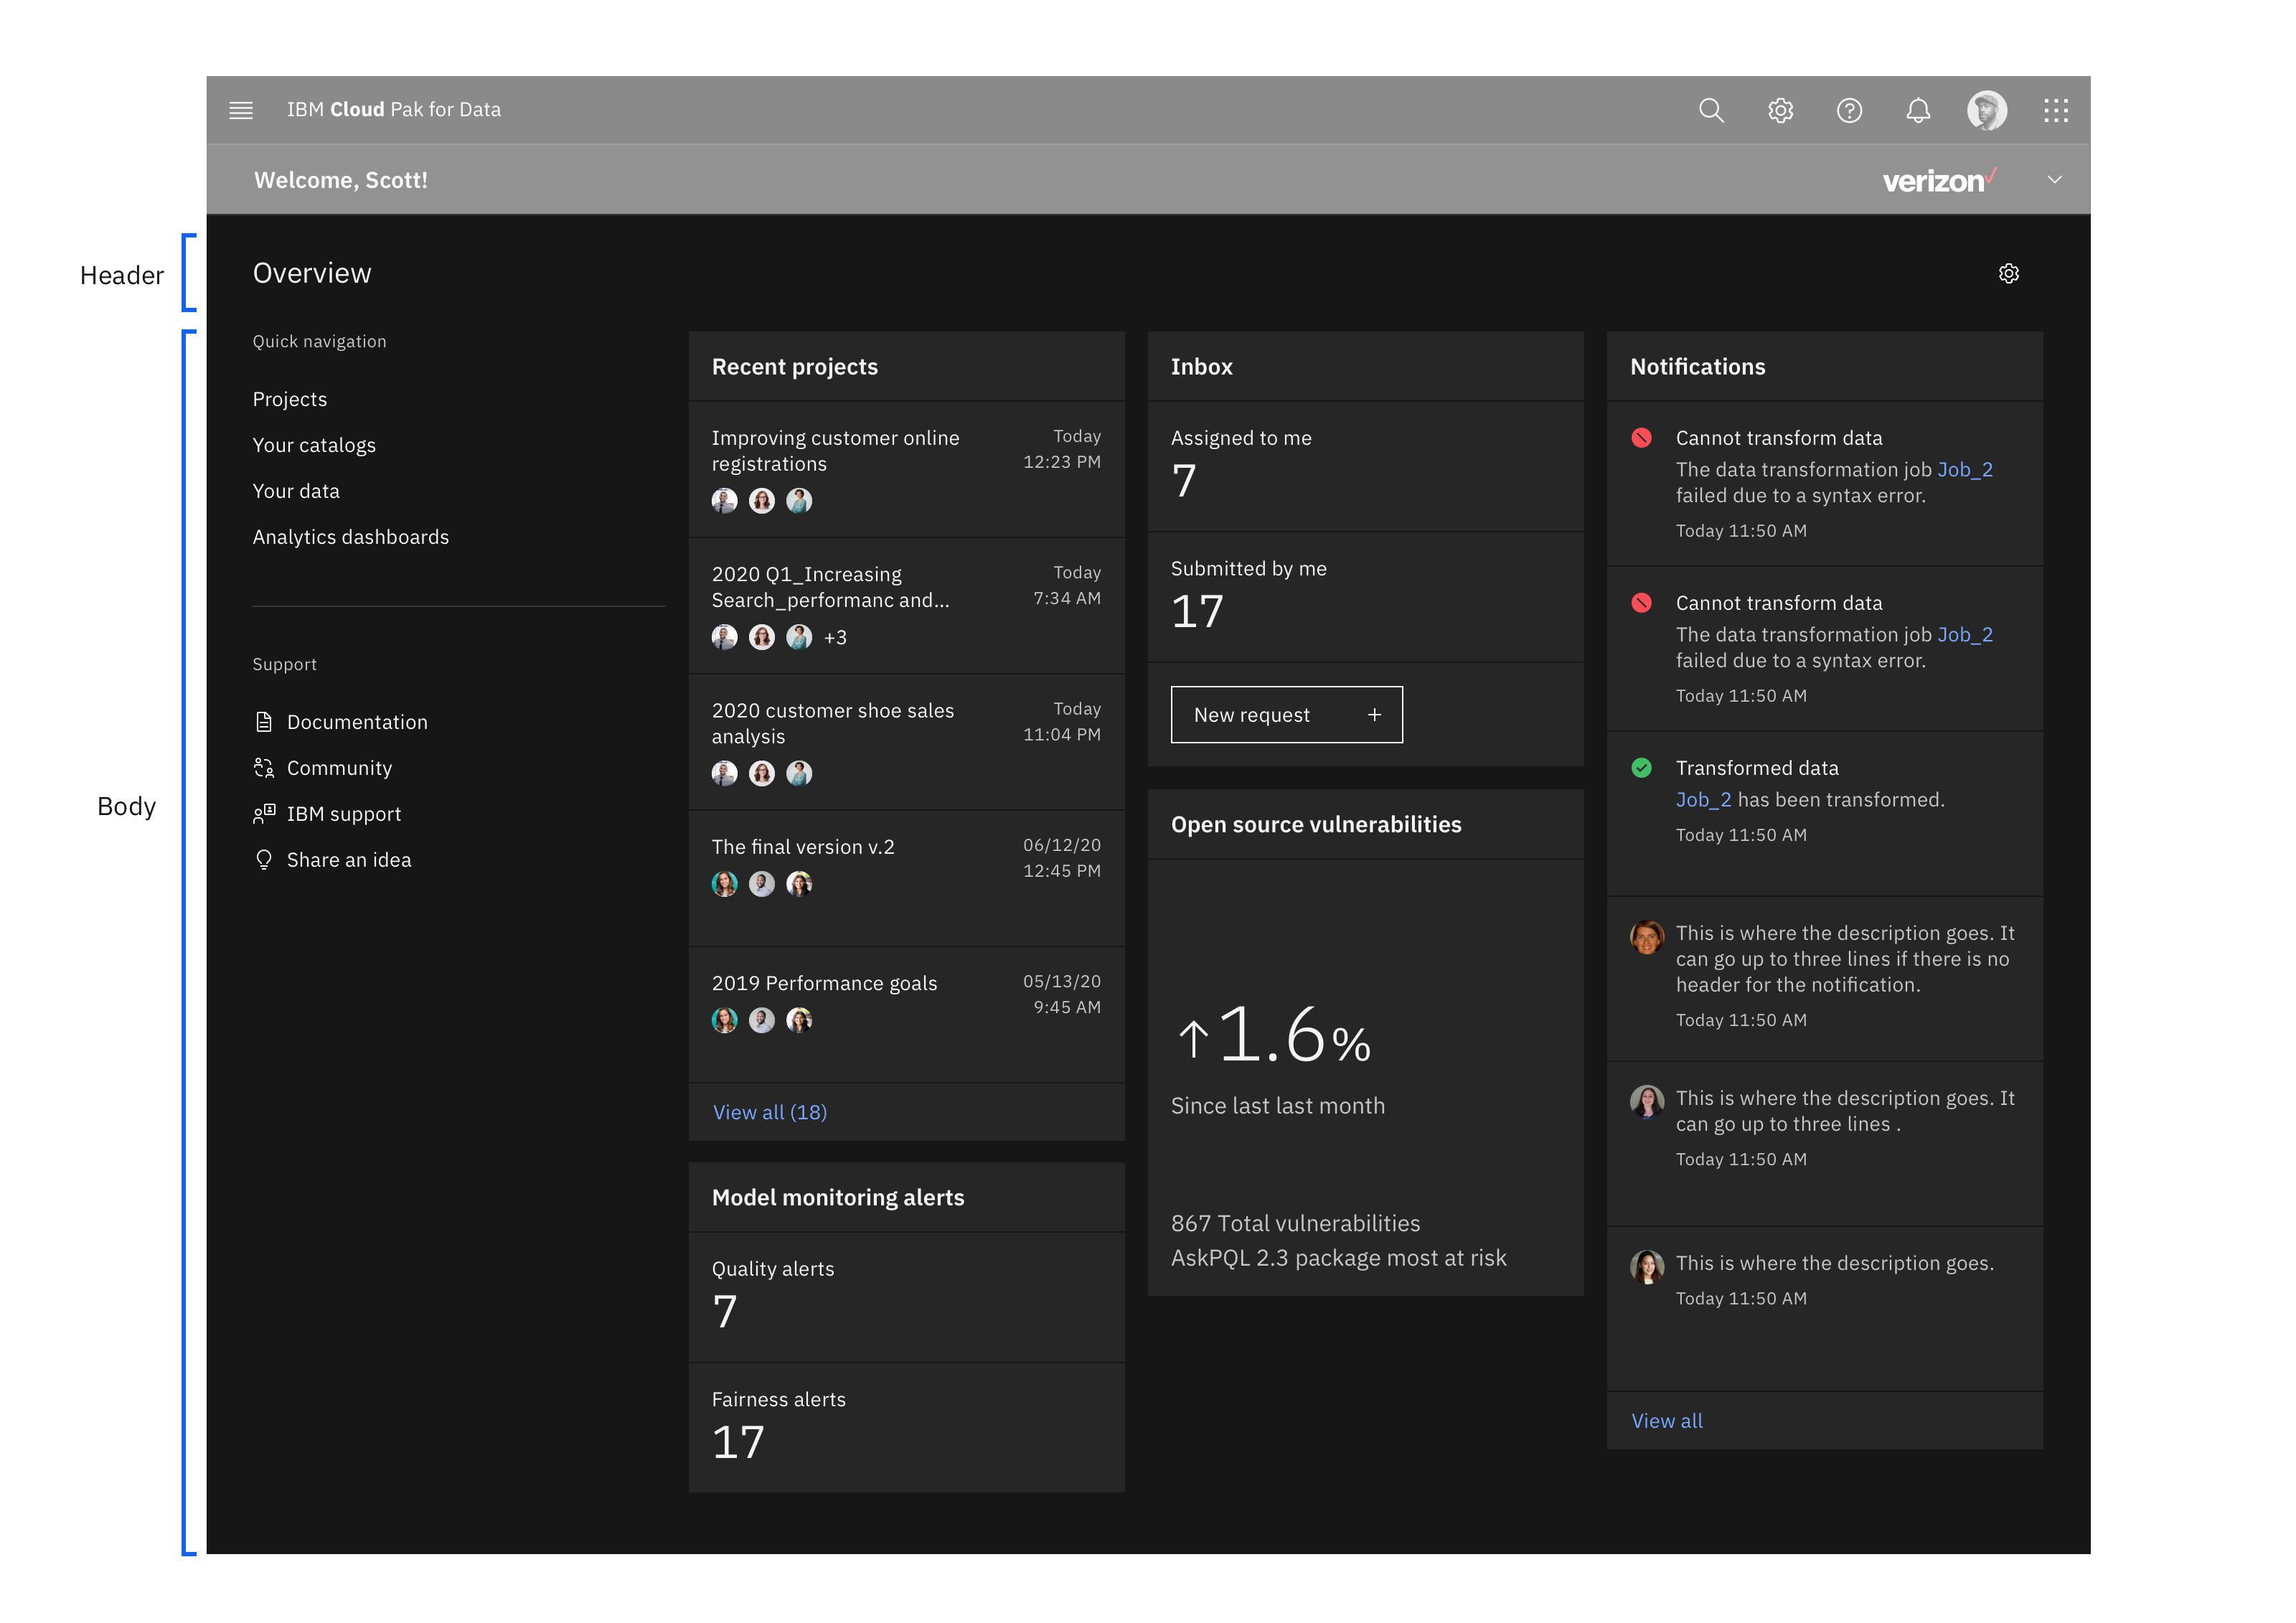 IBM Cloud Pak for Data
Welcome, Scott!
verizon
Header
Overview
Body
Quick navigation
Projects
Your catalogs
Your data
Analytics dashboards
Support
Documentation
Community
IBM support
Share an idea
Recent projects
Improving customer online
registrations
Today
12:23 PM
2020 Q1_Increasing
Search_performanc and...
Today
7:34 AM
+3
2020 customer shoe sales
analysis
Today
11:04 PM
The final version v.2
06/12/20
12:45 PM
2019 Performance goals
05/13/20
9:45 AM
View all (18)
Model monitoring alerts
Quality alerts
7
Fairness alerts
17
Inbox
Assigned to me
7
Submitted by me
17
New request +
Open source vulnerabilities
↑1.6%
Since last last month
867 Total vulnerabilities
AskPQL 2.3 package most at risk
Notifications
Cannot transform data
The data transformation job Job_2
failed due to a syntax error.
Today 11:50 AM
Cannot transform data
The data transformation job Job_2
failed due to a syntax error.
Today 11:50 AM
Transformed data
Job_2 has been transformed.
Today 11:50 AM
This is where the description goes. It
can go up to three lines if there is no
header for the notification.
Today 11:50 AM
This is where the description goes. It
can go up to three lines .
Today 11:50 AM
This is where the description goes.
Today 11:50 AM
View all